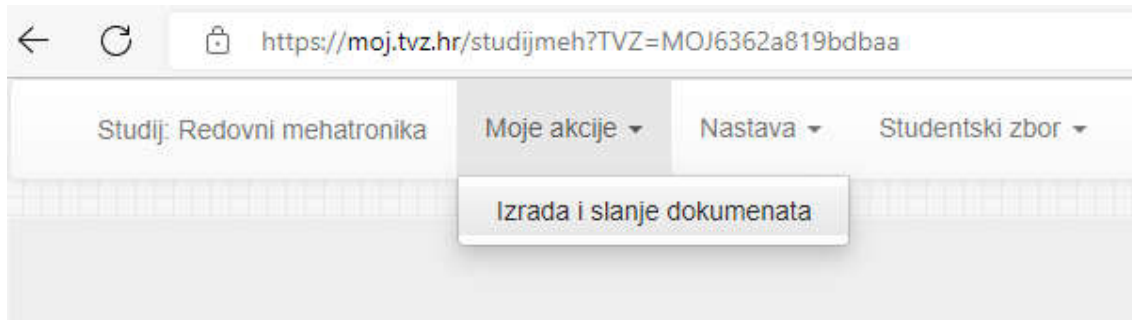 https://moj.tvz.hr/studijmeh?TVZ=MOJ6362a819bdbaa
Studij: Redovni mehatronika Moje akcije Nastava Studentski zbor
Izrada i slanje dokumenata